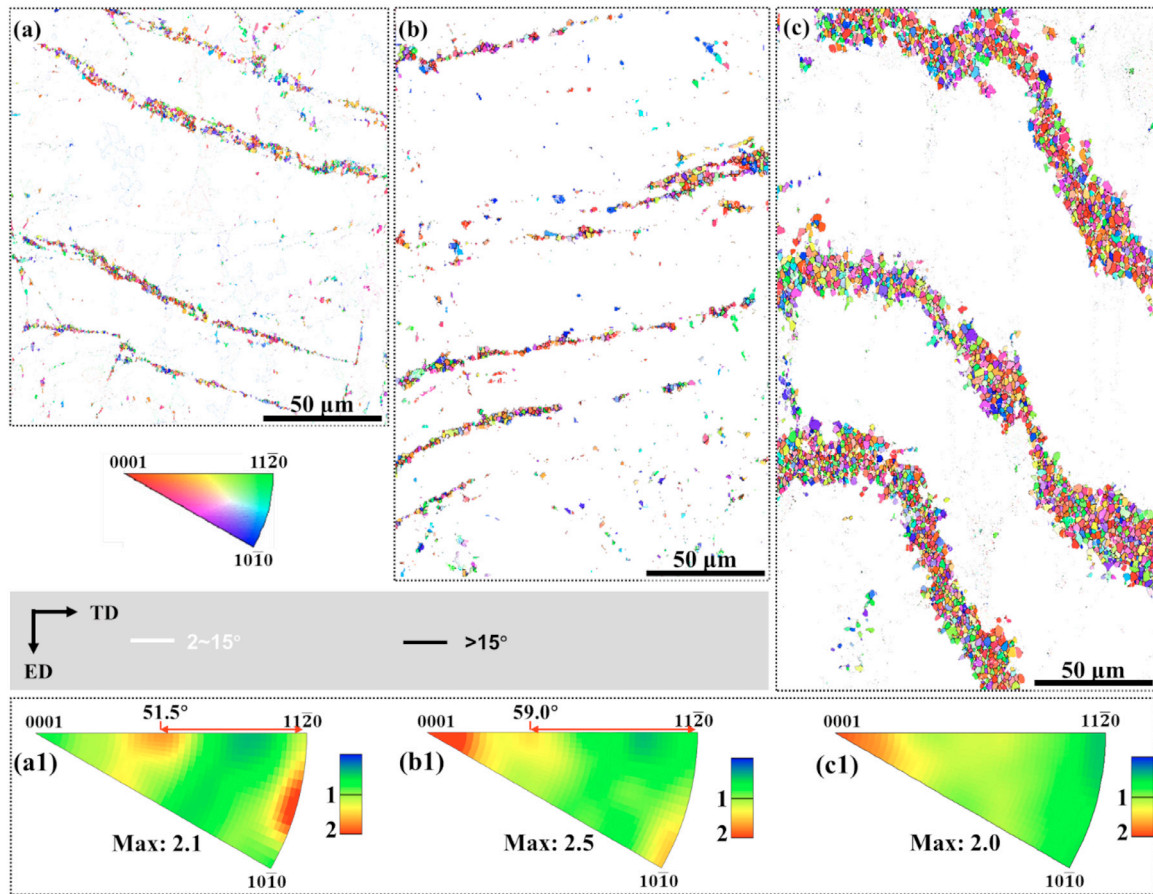 (a)
(b)
(c)
50 μm
50 μm
50 μm
0001
112̄0
101̄0
TD
ED
2~15°
>15°
(a1)
0001
51.5°
112̄0
101̄0
1
2
Max: 2.1
(b1)
0001
59.0°
112̄0
101̄0
1
2
Max: 2.5
(c1)
0001
112̄0
101̄0
1
2
Max: 2.0